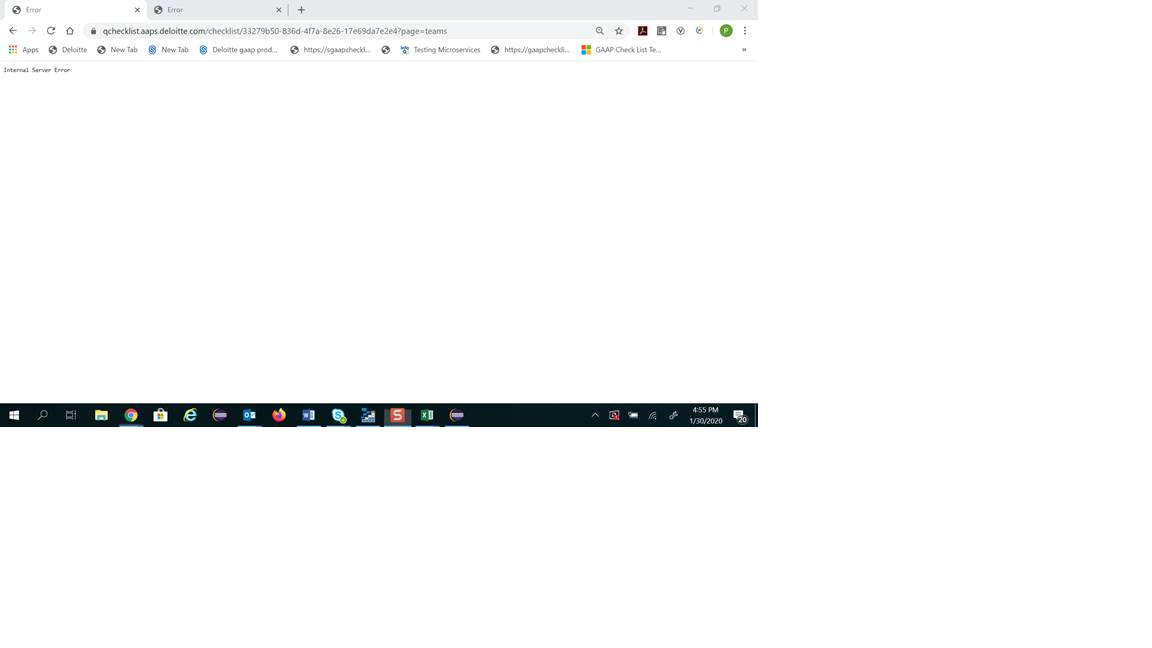 Error
Error
qchecklist.aaps.deloitte.com/checklist/33279b50-836d-4f7a-8e26-17e69da7e2e4?page=teams
P
Apps
Deloitte
New Tab
New Tab
Deloitte gaap prod...
https://sgaapcheckl...
Testing Microservices
https://gaapcheckli...
GAAP Check List Te...
»
Internal Server Error
4:55 PM
1/30/2020
20